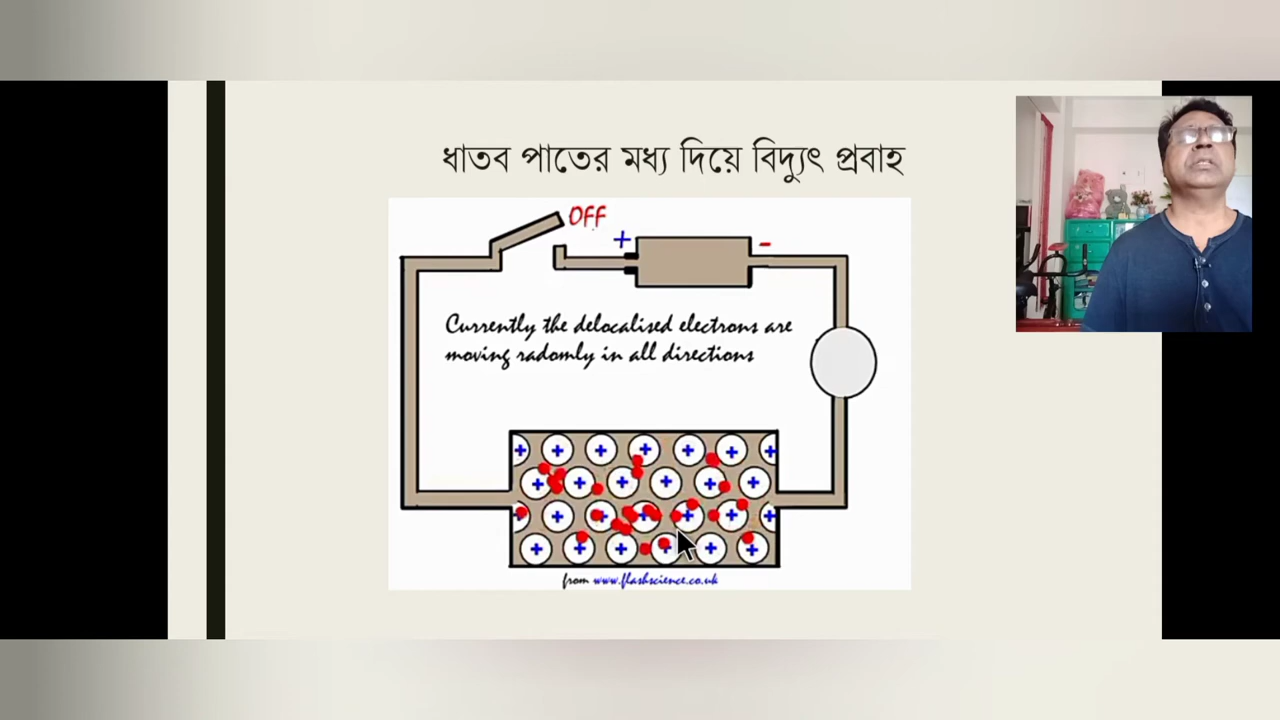 ধাতব পাতের মধ্য দিয়ে বিদ্যুৎ প্রবাহ
OFF
+ -
Currently the delocalised electrons are
moving radomly in all directions
+ + + + + + +
+ + + + + +
+ + + + + + +
+ + + + + +
from www.flashscience.co.uk